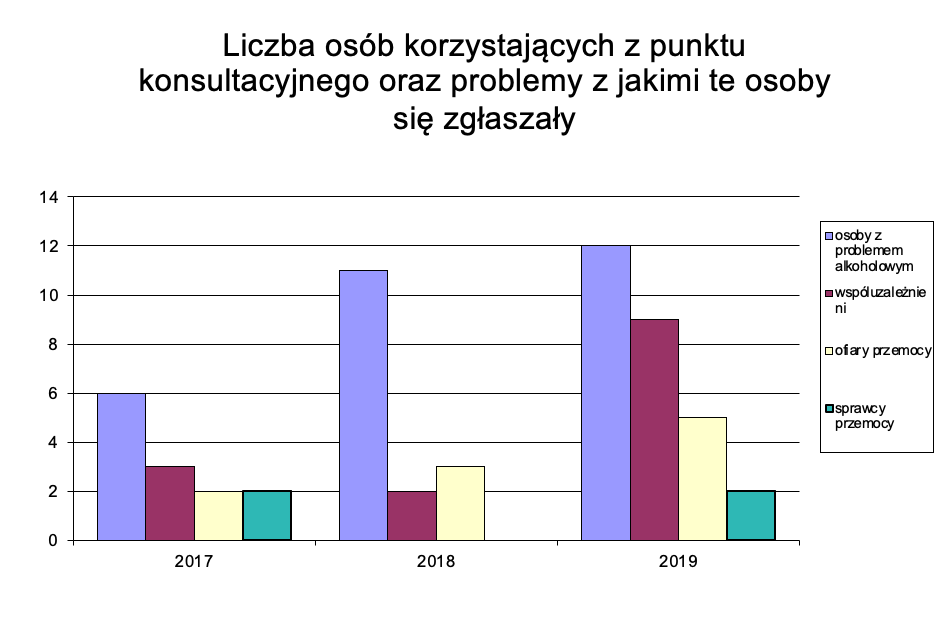 Liczba osób korzystających z punktu
konsultacyjnego oraz problemy z jakimi te osoby
się zgłaszały
14
12
10
8
6
4
2
0
2017
2018
2019
osoby z
problemem
alkoholowym
wspóluzależnie
ni
ofiary przemocy
sprawcy
przemocy